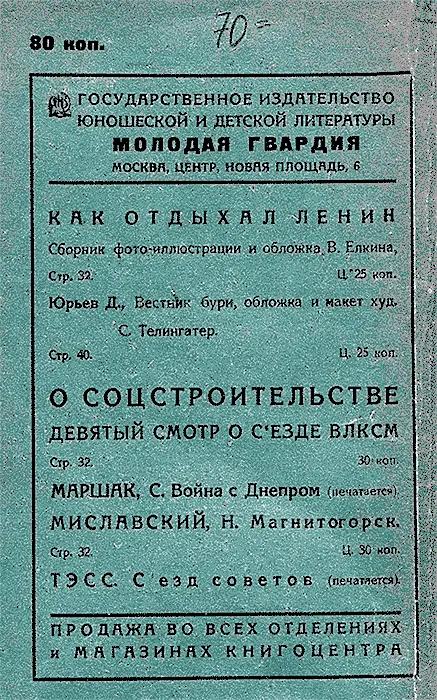 80 коп.
70=
ГОСУДАРСТВЕННОЕ ИЗДАТЕЛЬСТВО
ЮНОШЕСКОЙ И ДЕТСКОЙ ЛИТЕРАТУРЫ
МОЛОДАЯ ГВАРДИЯ
МОСКВА, ЦЕНТР, НОВАЯ ПЛОЩАДЬ, 6
КАК ОТДЫХАЛ ЛЕНИН
Сборник фото-иллюстрации и обложка В. Елкина,
Стр. 32. Ц. 25 коп.
Юрьев Д., Вестник бури, обложка и макет худ.
С. Телингатер.
Стр. 40. Ц. 25 коп.
О СОЦСТРОИТЕЛЬСТВЕ
ДЕВЯТЫЙ СМОТР О С'ЕЗДЕ ВЛКСМ
Стр. 32. 30 коп.
МАРШАК, С. Война с Днепром (печатается).
МИСЛАВСКИЙ, Н. Магнитогорск.
Стр. 32. Ц. 30 коп.
ТЭСС. С'езд советов (печатается).
ПРОДАЖА ВО ВСЕХ ОТДЕЛЕНИЯХ
и МАГАЗИНАХ КНИГОЦЕНТРА